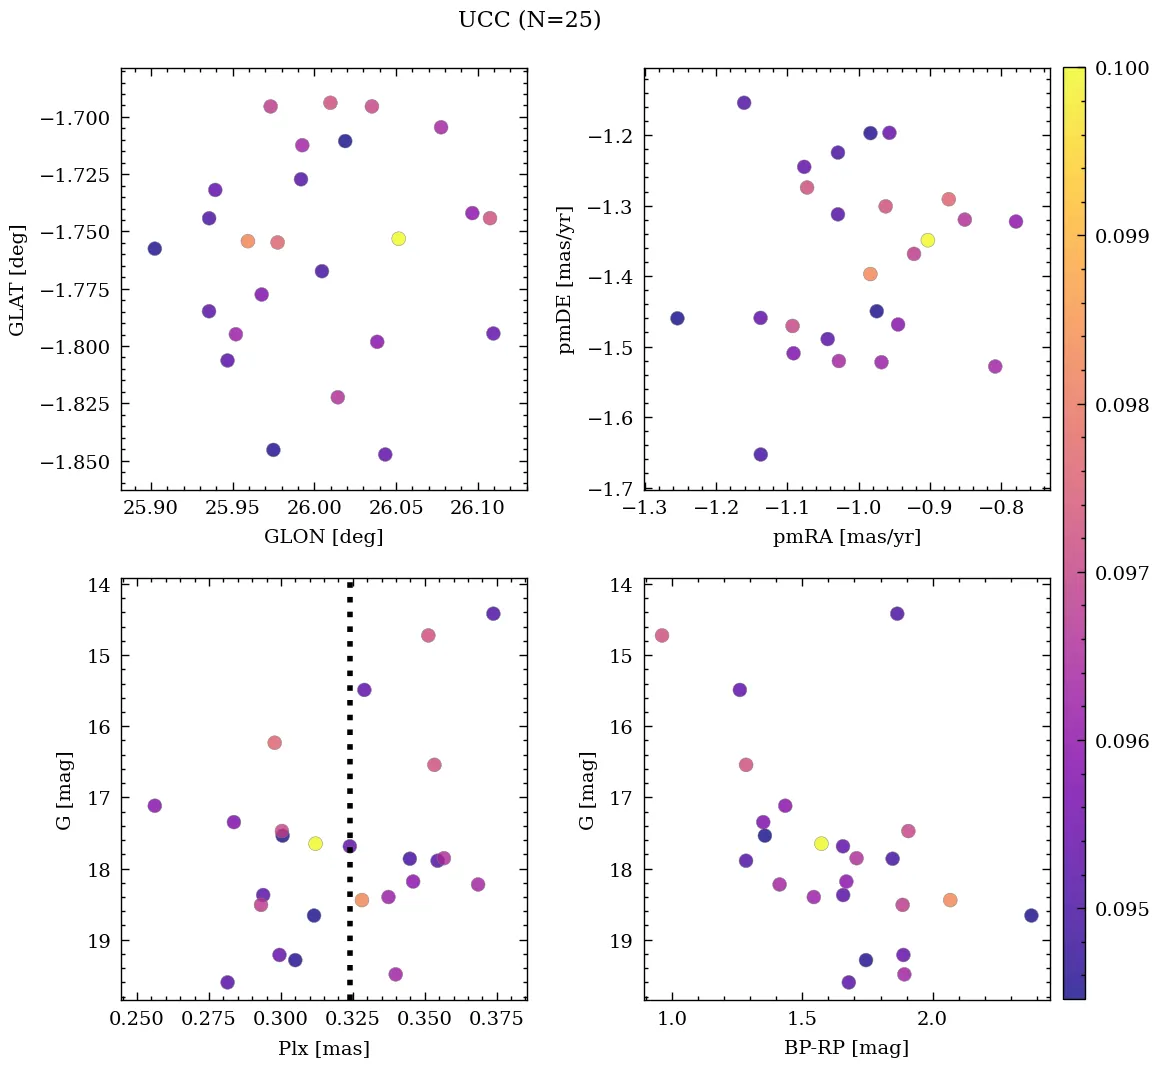 UCC (N=25)
−1.700
−1.725
−1.750
−1.775
−1.800
−1.825
−1.850
GLAT [deg]
25.90 25.95 26.00 26.05 26.10
GLON [deg]
−1.2
−1.3
−1.4
−1.5
−1.6
−1.7
pmDE [mas/yr]
−1.3 −1.2 −1.1 −1.0 −0.9 −0.8
pmRA [mas/yr]
14
15
16
17
18
19
G [mag]
0.250 0.275 0.300 0.325 0.350 0.375
Plx [mas]
14
15
16
17
18
19
G [mag]
1.0 1.5 2.0
BP-RP [mag]
0.100
0.099
0.098
0.097
0.096
0.095